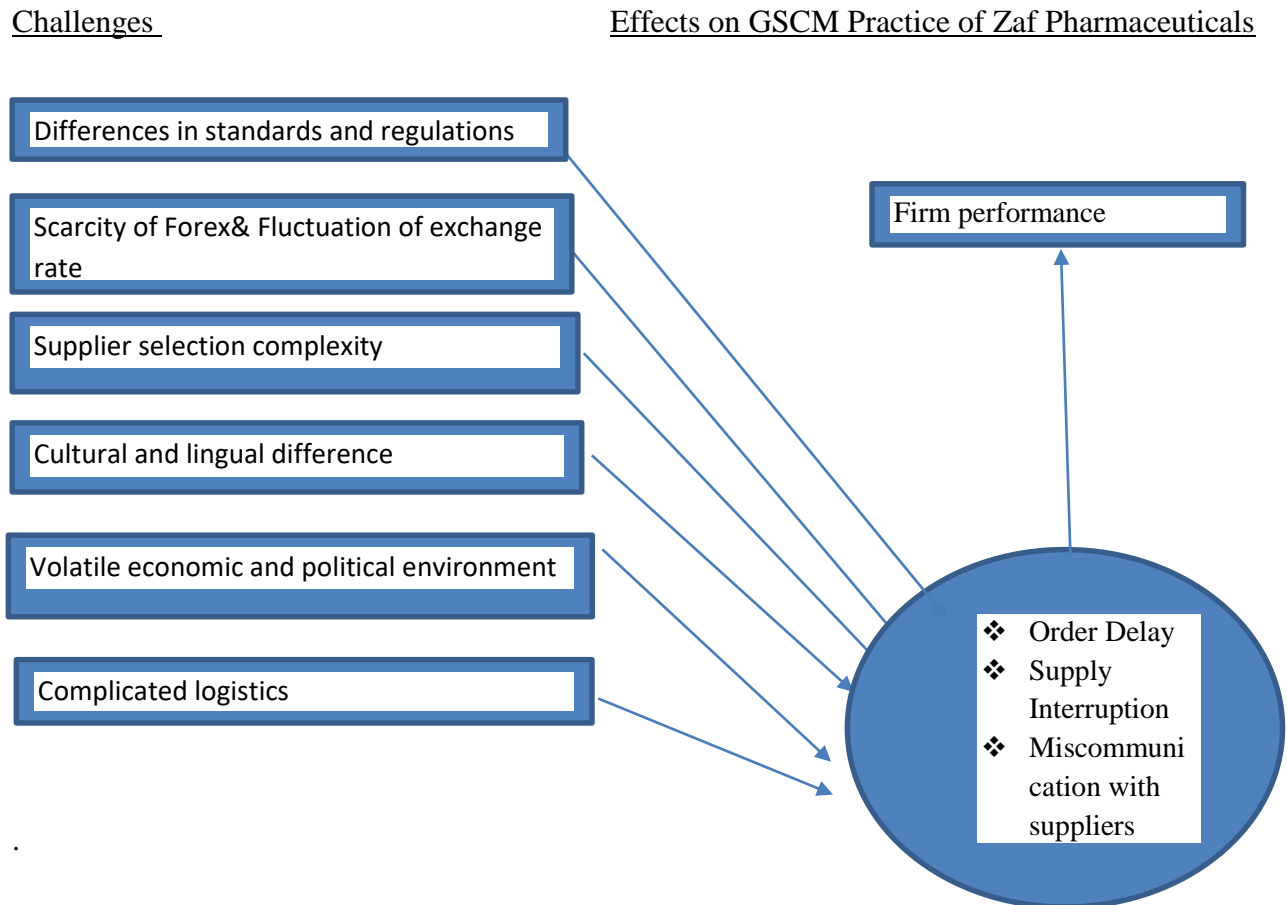 Challenges
Effects on GSCM Practice of Zaf Pharmaceuticals
Differences in standards and regulations
Scarcity of Forex& Fluctuation of exchange
rate
Supplier selection complexity
Cultural and lingual difference
Volatile economic and political environment
Complicated logistics
.
Firm performance
❖ Order Delay
❖ Supply
Interruption
❖ Miscommuni
cation with
suppliers